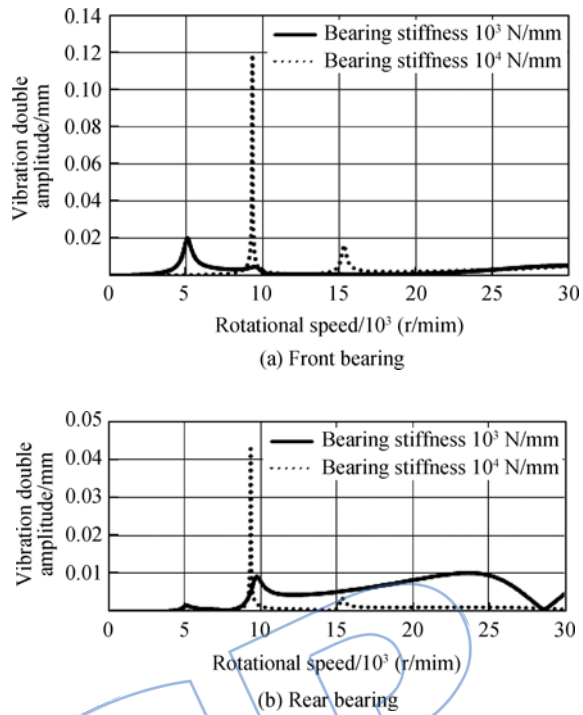 0.14
0.12
0.10
0.08
0.06
0.04
0.02
Vibration double
amplitude/mm
Bearing stiffness 10³ N/mm
Bearing stiffness 10⁴ N/mm
0 5 10 15 20 25 30
Rotational speed/10³ (r/mim)
(a) Front bearing
0.05
0.04
0.03
0.02
0.01
Vibration double
amplitude/mm
Bearing stiffness 10³ N/mm
Bearing stiffness 10⁴ N/mm
0 5 10 15 20 25 30
Rotational speed/10³ (r/mim)
(b) Rear bearing